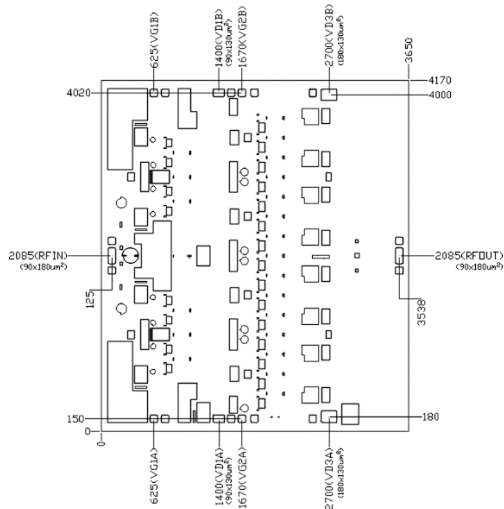 625(VG1B)
1400(VD1B)
(90x130um²)
1670(VG2B)
2700(VD3B)
(180x130um²)
3650
4170
4020
4000
2085(RFIN)
(90x180um²)
2085(RFOUT)
(90x180um²)
125
3538
150
180
0
0
625(VG1A)
1400(VD1A)
(90x130um²)
1670(VG2A)
2700(VD3A)
(180x130um²)